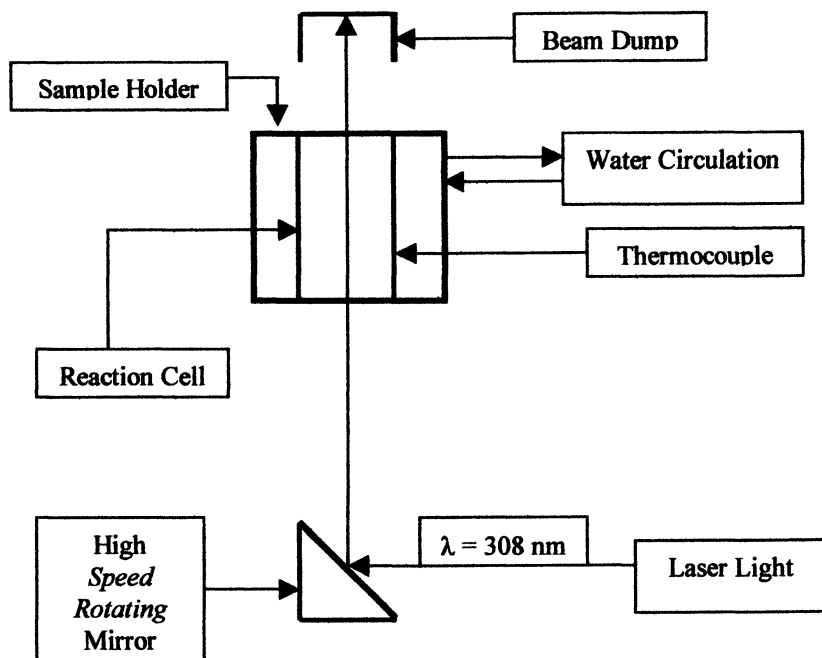 Beam Dump
Sample Holder
Water Circulation
Thermocouple
Reaction Cell
High
Speed
Rotating
Mirror
λ = 308 nm
Laser Light